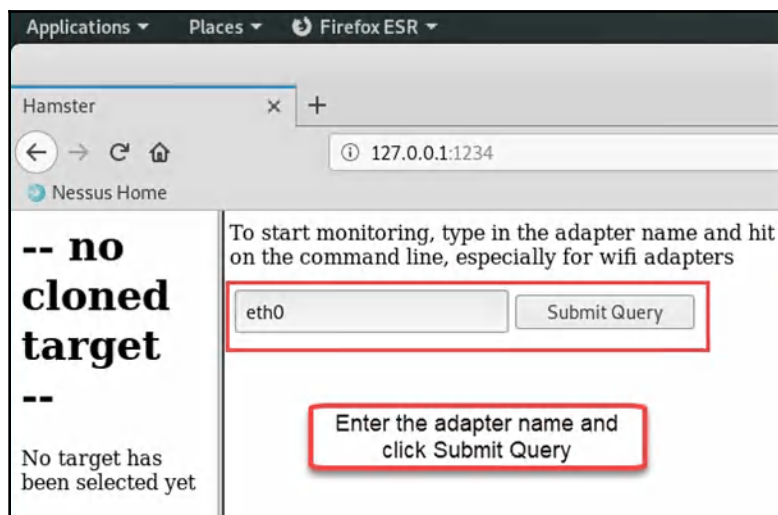 Applications Places Firefox ESR
Hamster × +
127.0.0.1:1234
Nessus Home
-- no
cloned
target
--
No target has
been selected yet
To start monitoring, type in the adapter name and hit
on the command line, especially for wifi adapters
eth0 Submit Query
Enter the adapter name and
click Submit Query